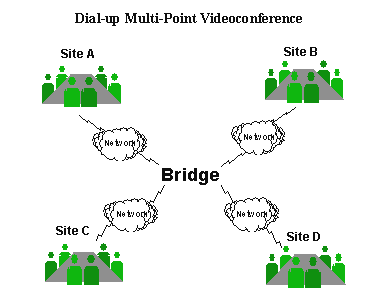 Dial-up Multi-Point Videoconference
Site A
Site B
Network
Network
Bridge
Network
Network
Site C
Site D